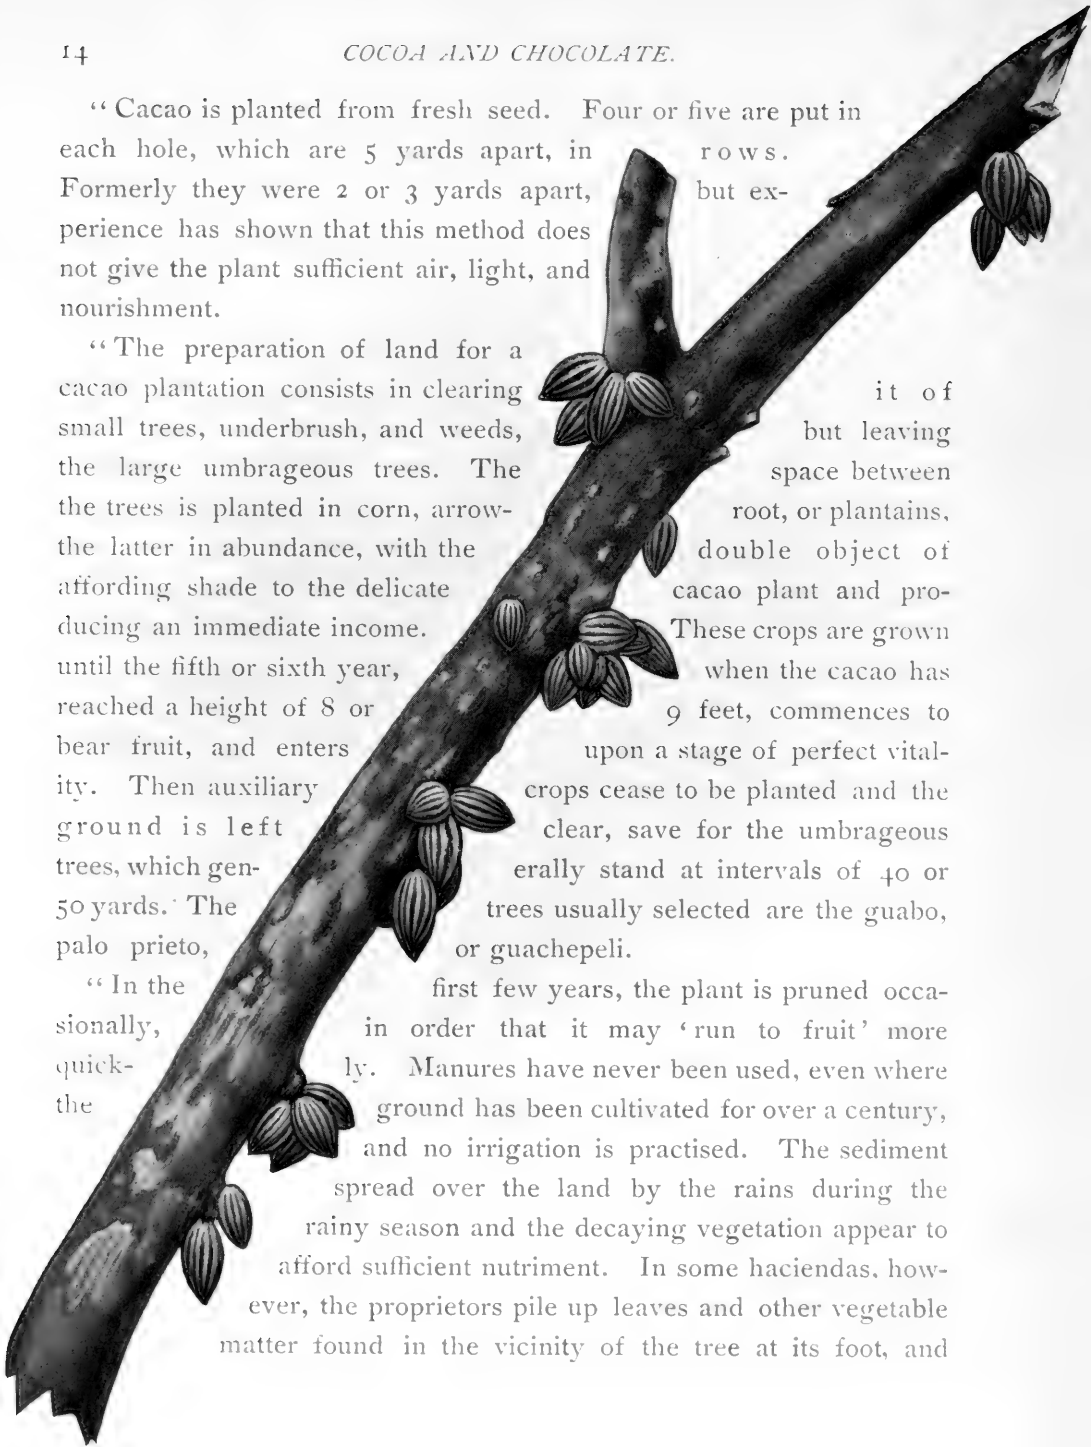 14 COCOA AND CHOCOLATE.
“ Cacao is planted from fresh seed. Four or five are put in
each hole, which are 5 yards apart, in rows.
Formerly they were 2 or 3 yards apart, but ex-
perience has shown that this method does
not give the plant sufficient air, light, and
nourishment.
“ The preparation of land for a
cacao plantation consists in clearing it of
small trees, underbrush, and weeds, but leaving
the large umbrageous trees. The space between
the trees is planted in corn, arrow- root, or plantains,
the latter in abundance, with the double object of
affording shade to the delicate cacao plant and pro-
ducing an immediate income. These crops are grown
until the fifth or sixth year, when the cacao has
reached a height of 8 or 9 feet, commences to
bear fruit, and enters upon a stage of perfect vital-
ity. Then auxiliary crops cease to be planted and the
ground is left clear, save for the umbrageous
trees, which gen- erally stand at intervals of 40 or
50 yards. The trees usually selected are the guabo,
palo prieto, or guachepeli.
“ In the first few years, the plant is pruned occa-
sionally, in order that it may ‘ run to fruit ’ more
quick- ly. Manures have never been used, even where
the ground has been cultivated for over a century,
and no irrigation is practised. The sediment
spread over the land by the rains during the
rainy season and the decaying vegetation appear to
afford sufficient nutriment. In some haciendas, how-
ever, the proprietors pile up leaves and other vegetable
matter found in the vicinity of the tree at its foot, and